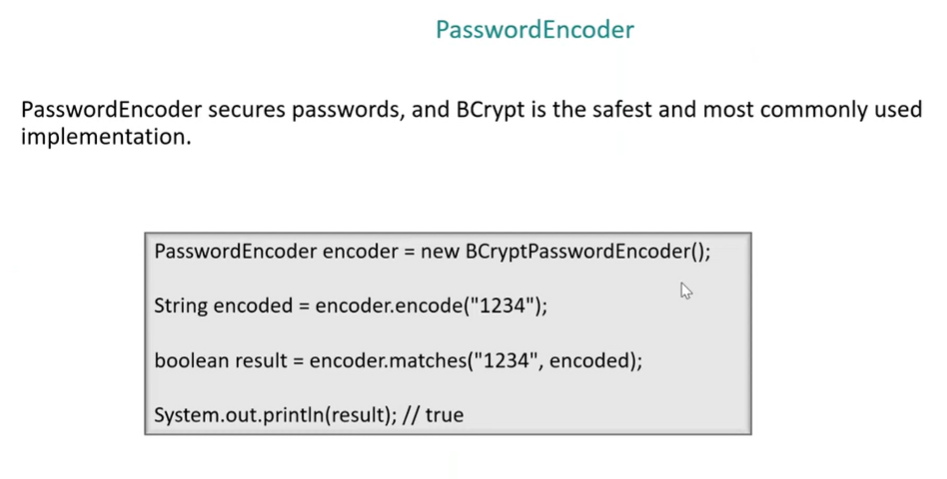 PasswordEncoder
PasswordEncoder secures passwords, and BCrypt is the safest and most commonly used
implementation.
PasswordEncoder encoder = new BCryptPasswordEncoder();
String encoded = encoder.encode("1234");
boolean result = encoder.matches("1234", encoded);
System.out.println(result); // true